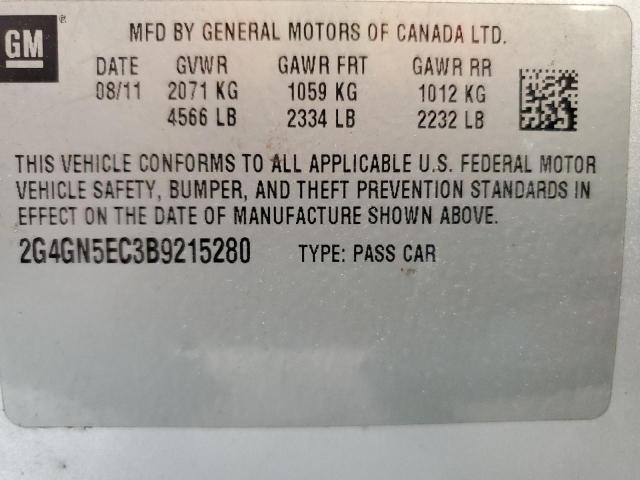 GM ®
MFD BY GENERAL MOTORS OF CANADA LTD.
DATE GVWR GAWR FRT GAWR RR
08/11 2071 KG 1059 KG 1012 KG
4566 LB 2334 LB 2232 LB
THIS VEHICLE CONFORMS TO ALL APPLICABLE U.S. FEDERAL MOTOR
VEHICLE SAFETY, BUMPER, AND THEFT PREVENTION STANDARDS IN
EFFECT ON THE DATE OF MANUFACTURE SHOWN ABOVE.
2G4GN5EC3B9215280 TYPE: PASS CAR